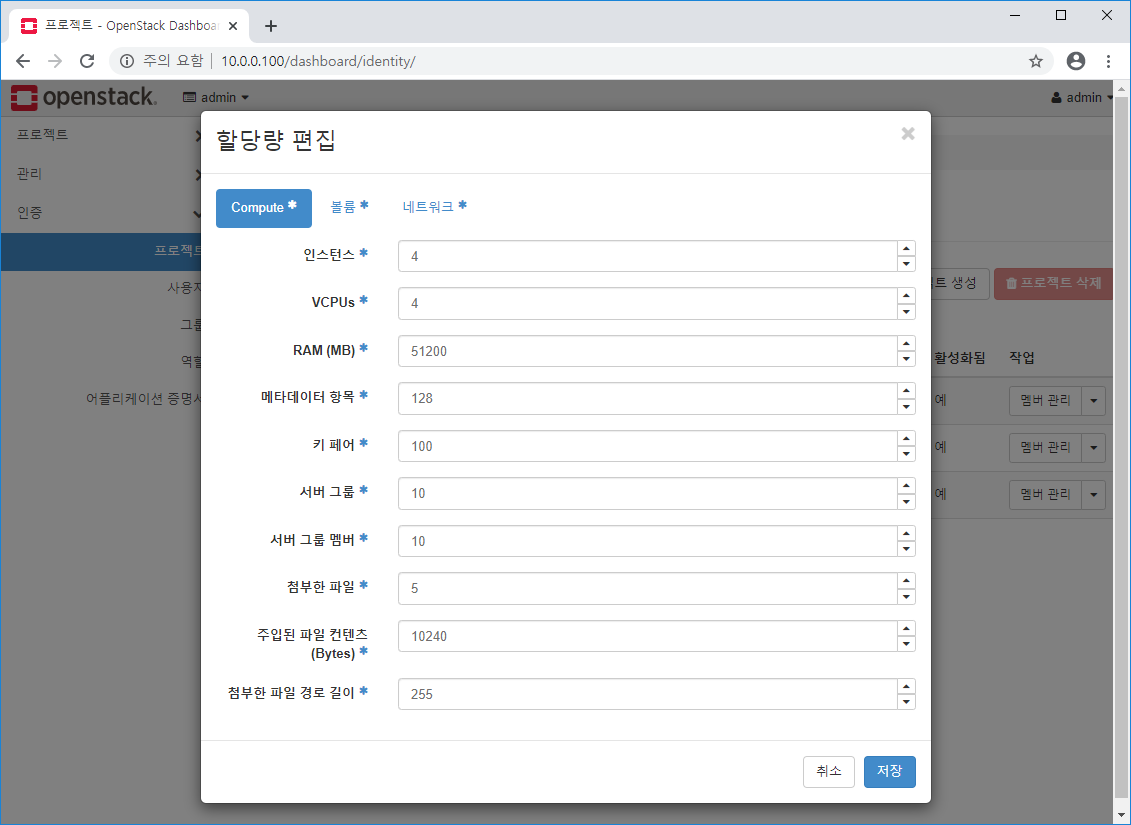 프로젝트 - OpenStack Dashboar
주의 요함 | 10.0.0.100/dashboard/identity/
openstack. admin admin
프로젝트
관리
인증
프로젝트
사용자
그룹
역할
어플리케이션 증명서
할당량 편집
Compute * 볼륨 * 네트워크 *
인스턴스 * 4
VCPUs * 4
RAM (MB) * 51200
메타데이터 항목 * 128
키 페어 * 100
서버 그룹 * 10
서버 그룹 멤버 * 10
첨부한 파일 * 5
주입된 파일 컨텐츠
(Bytes) * 10240
첨부한 파일 경로 길이 * 255
취소 저장
트 생성 프로젝트 삭제
활성화됨 작업
예 멤버 관리
예 멤버 관리
예 멤버 관리